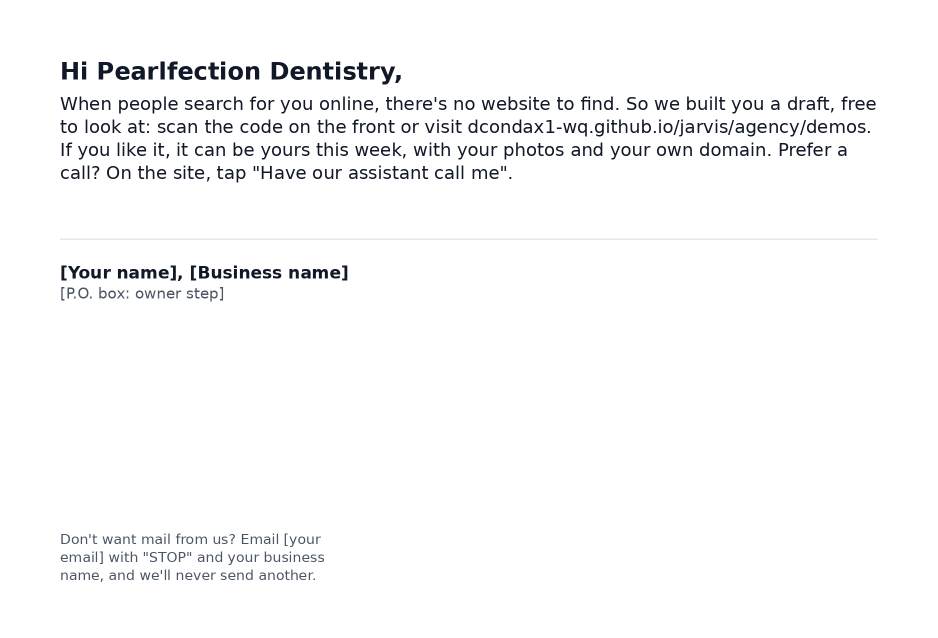 Hi Pearlfection Dentistry,
When people search for you online, there's no website to find. So we built you a draft, free
to look at: scan the code on the front or visit dcondax1-wq.github.io/jarvis/agency/demos.
If you like it, it can be yours this week, with your photos and your own domain. Prefer a
call? On the site, tap "Have our assistant call me".
[Your name], [Business name]
[P.O. box: owner step]
Don't want mail from us? Email [your
email] with "STOP" and your business
name, and we'll never send another.